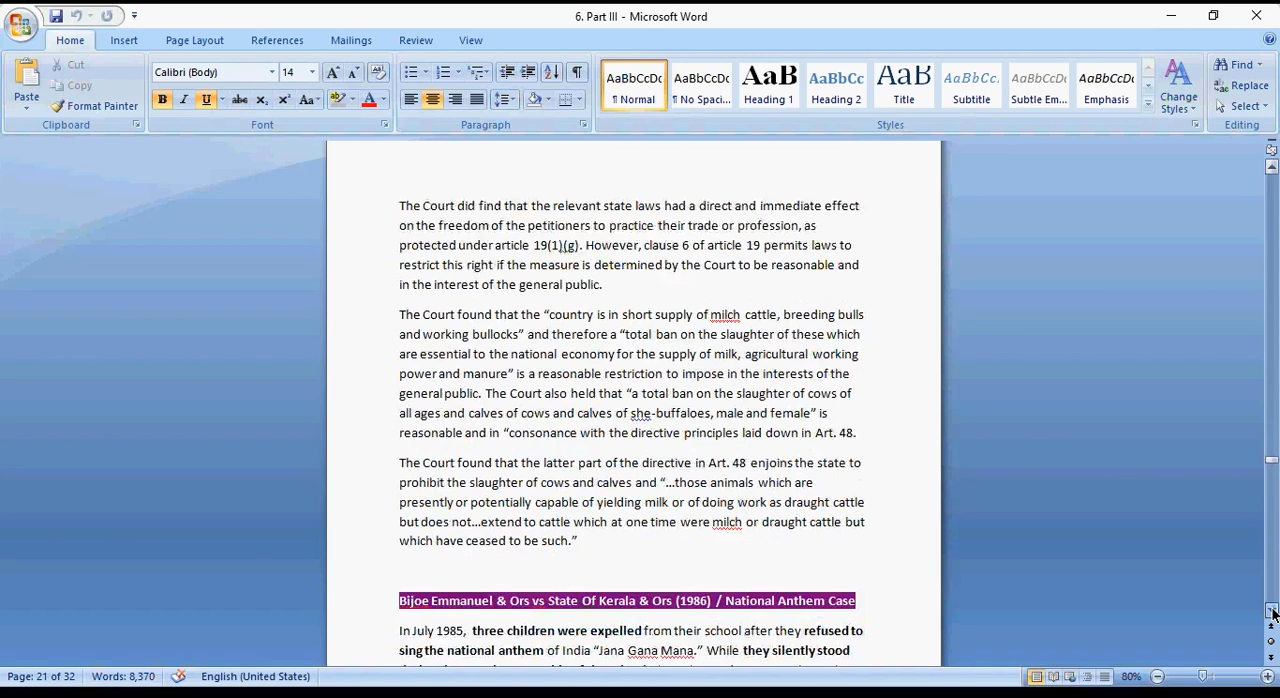 6. Part III - Microsoft Word
Home Insert Page Layout References Mailings Review View
Paste
Cut
Copy
Format Painter
Clipboard
Calibri (Body) 14
B I U abc X₂ X² Aa A
Font
Paragraph
AaBbCcDc AaBbCcDc AaB AaBbCc AaB AaBbCc. AaBbCcDc AaBbCcDc
¶ Normal ¶ No Spaci... Heading 1 Heading 2 Title Subtitle Subtle Em... Emphasis
Change Styles
Styles
Find
Replace
Select
Editing
The Court did find that the relevant state laws had a direct and immediate effect
on the freedom of the petitioners to practice their trade or profession, as
protected under article 19(1)(g). However, clause 6 of article 19 permits laws to
restrict this right if the measure is determined by the Court to be reasonable and
in the interest of the general public.
The Court found that the “country is in short supply of milch cattle, breeding bulls
and working bullocks” and therefore a “total ban on the slaughter of these which
are essential to the national economy for the supply of milk, agricultural working
power and manure” is a reasonable restriction to impose in the interests of the
general public. The Court also held that “a total ban on the slaughter of cows of
all ages and calves of cows and calves of she-buffaloes, male and female” is
reasonable and in “consonance with the directive principles laid down in Art. 48.
The Court found that the latter part of the directive in Art. 48 enjoins the state to
prohibit the slaughter of cows and calves and “…those animals which are
presently or potentially capable of yielding milk or of doing work as draught cattle
but does not…extend to cattle which at one time were milch or draught cattle but
which have ceased to be such.”
Bijoe Emmanuel & Ors vs State Of Kerala & Ors (1986) / National Anthem Case
In July 1985, three children were expelled from their school after they refused to
sing the national anthem of India “Jana Gana Mana.” While they silently stood
Page: 21 of 32 Words: 8,370 English (United States) 80%